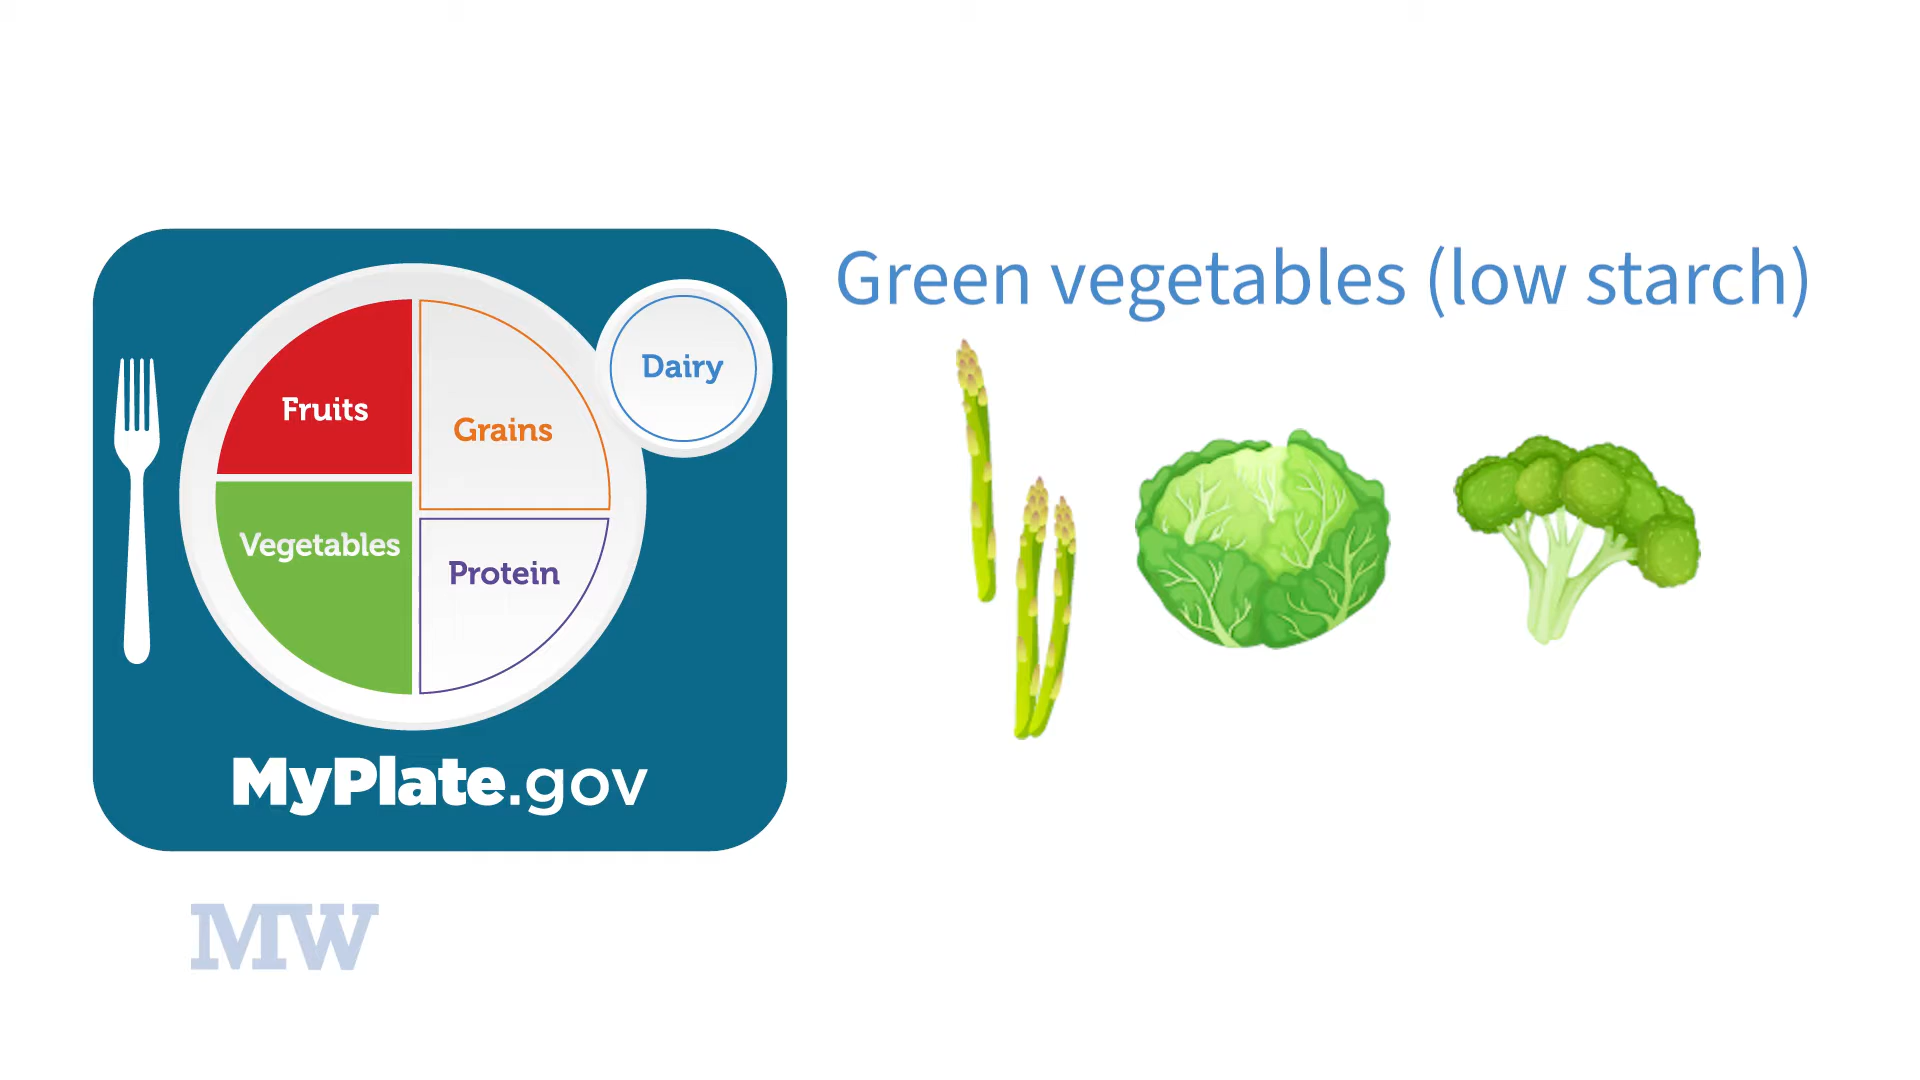 Green vegetables (low starch)
Fruits
Grains
Dairy
Vegetables
Protein
MyPlate.gov
MW